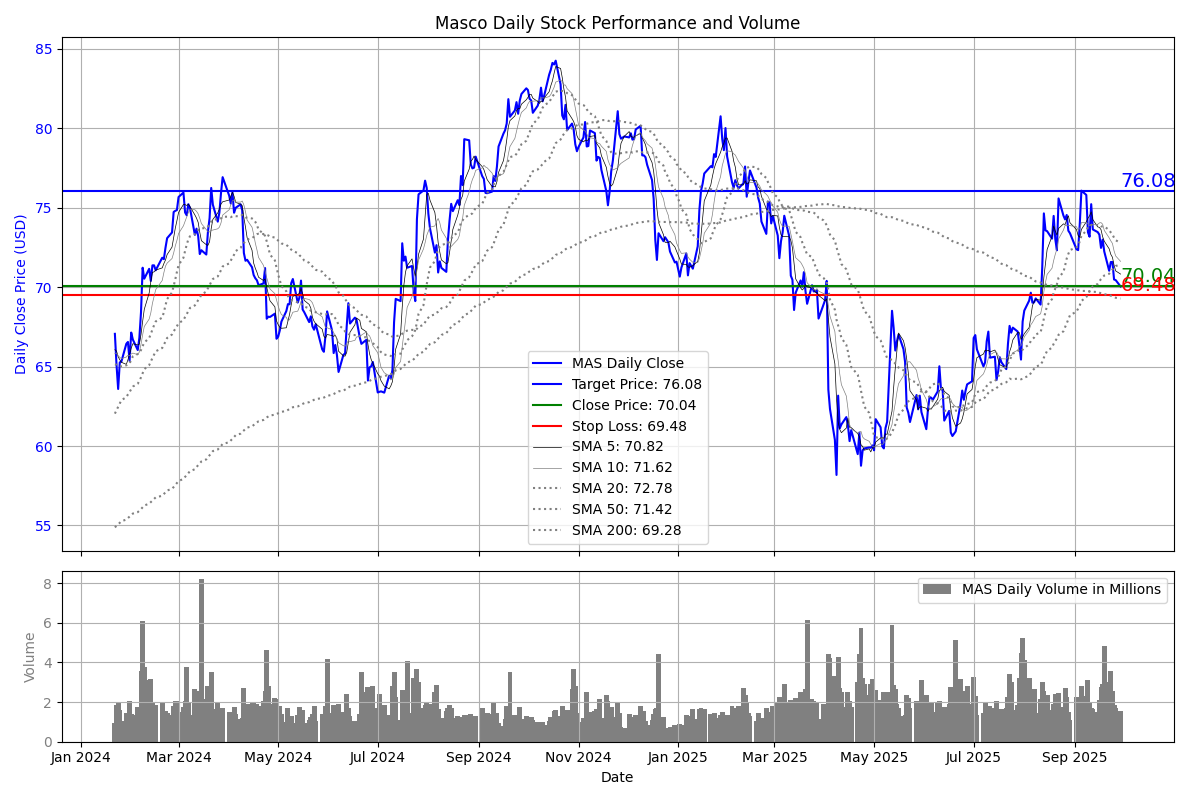 Masco Daily Stock Performance and Volume
Daily Close Price (USD)
85
80
75
70
65
60
55
76.08
70.04
69.48
MAS Daily Close
Target Price: 76.08
Close Price: 70.04
Stop Loss: 69.48
SMA 5: 70.82
SMA 10: 71.62
SMA 20: 72.78
SMA 50: 71.42
SMA 200: 69.28
Volume
8
6
4
2
0
MAS Daily Volume in Millions
Jan 2024 Mar 2024 May 2024 Jul 2024 Sep 2024 Nov 2024 Jan 2025 Mar 2025 May 2025 Jul 2025 Sep 2025
Date